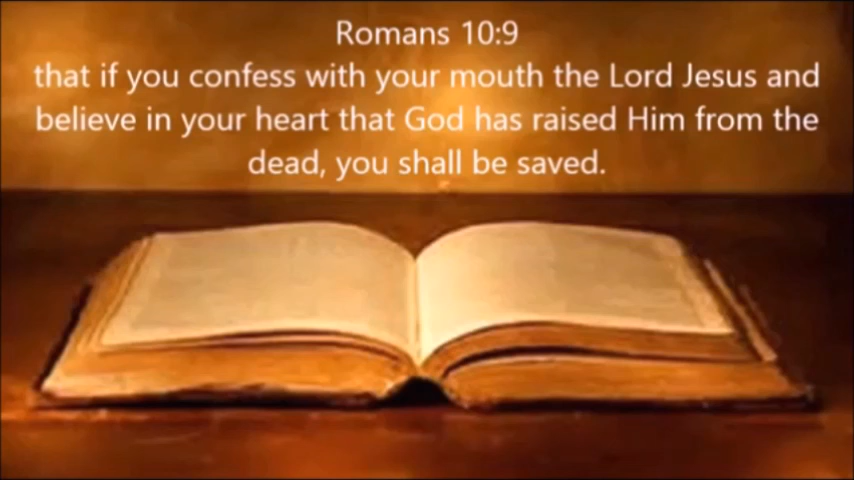 Romans 10:9
that if you confess with your mouth the Lord Jesus and
believe in your heart that God has raised Him from the
dead, you shall be saved.